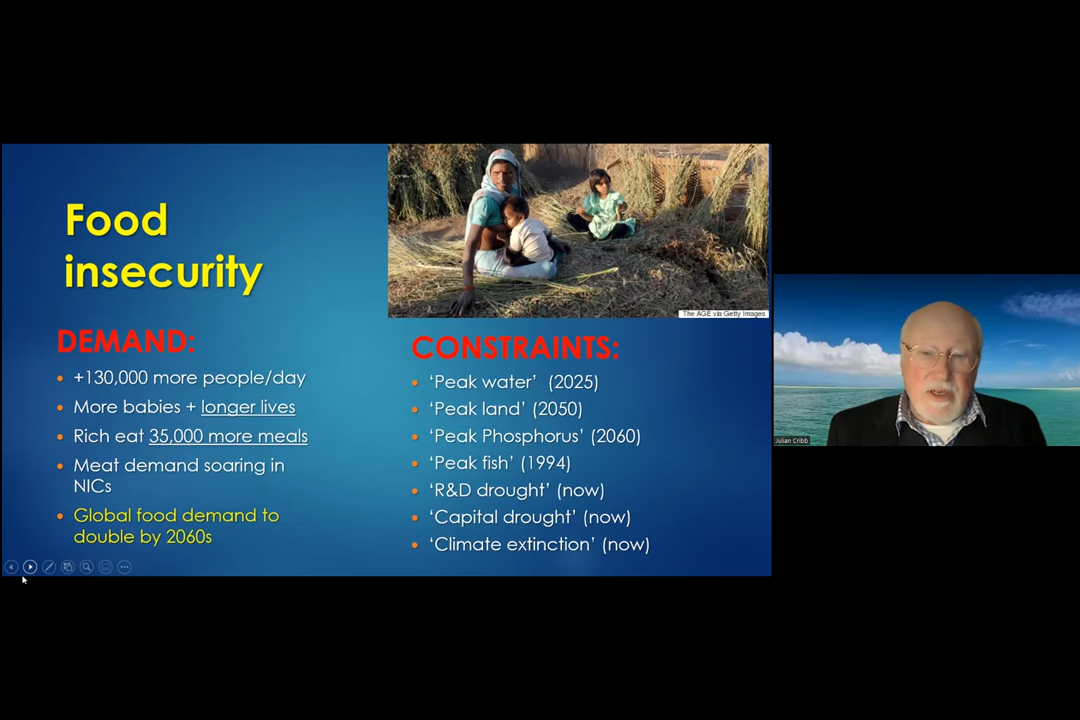 Food
insecurity
The AGE via Getty Images
DEMAND:
• +130,000 more people/day
• More babies + longer lives
• Rich eat 35,000 more meals
• Meat demand soaring in
NICs
• Global food demand to
double by 2060s
CONSTRAINTS:
• ‘Peak water’ (2025)
• ‘Peak land’ (2050)
• ‘Peak Phosphorus’ (2060)
• ‘Peak fish’ (1994)
• ‘R&D drought’ (now)
• ‘Capital drought’ (now)
• ‘Climate extinction’ (now)
Julian Cribb